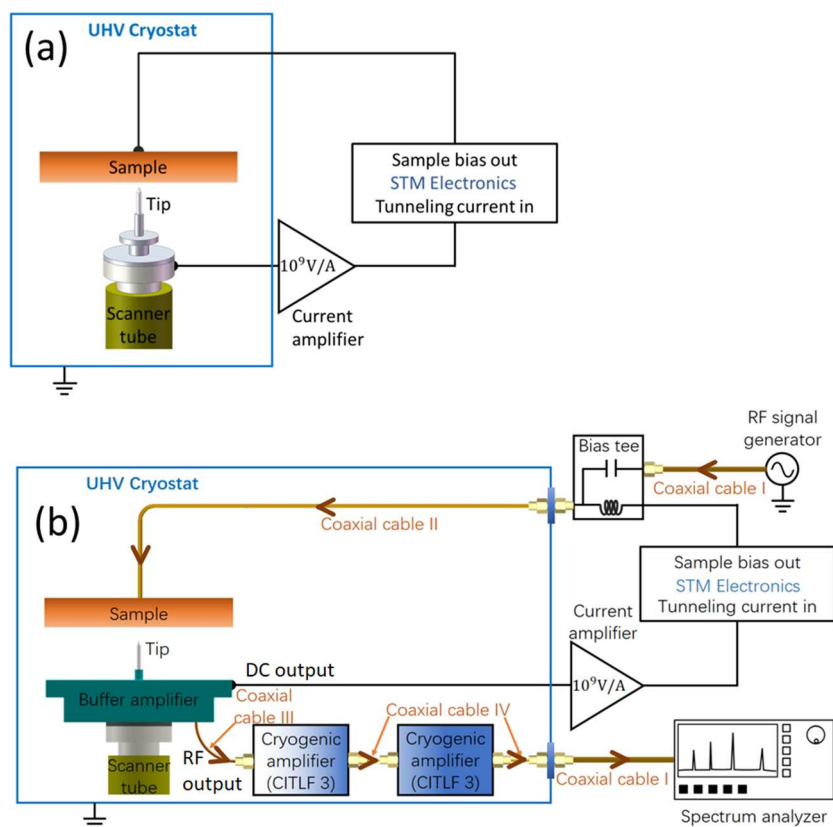 UHV Cryostat
(a)
Sample
Tip
Scanner
tube
10⁹V/A
Current
amplifier
Sample bias out
STM Electronics
Tunneling current in
RF signal
generator
Bias tee
Coaxial cable I
UHV Cryostat
(b)
Coaxial cable II
Sample
Tip
Buffer amplifier
Scanner
tube
DC output
Coaxial
cable III
RF
output
Cryogenic
amplifier
(CITLF 3)
Coaxial cable IV
Cryogenic
amplifier
(CITLF 3)
Current
amplifier
10⁹V/A
Sample bias out
STM Electronics
Tunneling current in
Coaxial cable I
Spectrum analyzer